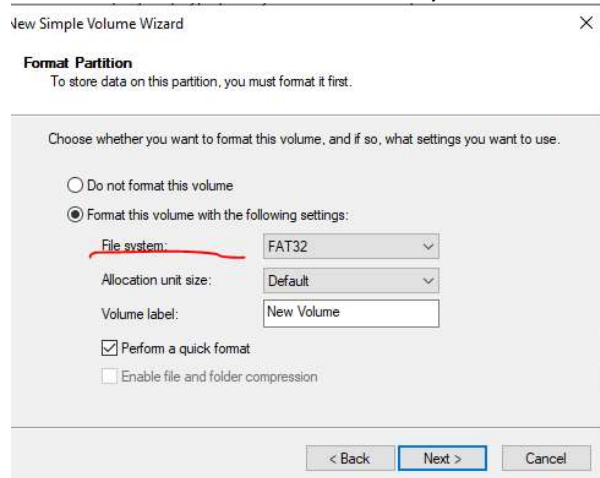 New Simple Volume Wizard
Format Partition
To store data on this partition, you must format it first.
Choose whether you want to format this volume, and if so, what settings you want to use.
Do not format this volume
Format this volume with the following settings:
File system: FAT32
Allocation unit size: Default
Volume label: New Volume
Perform a quick format
Enable file and folder compression
< Back Next > Cancel